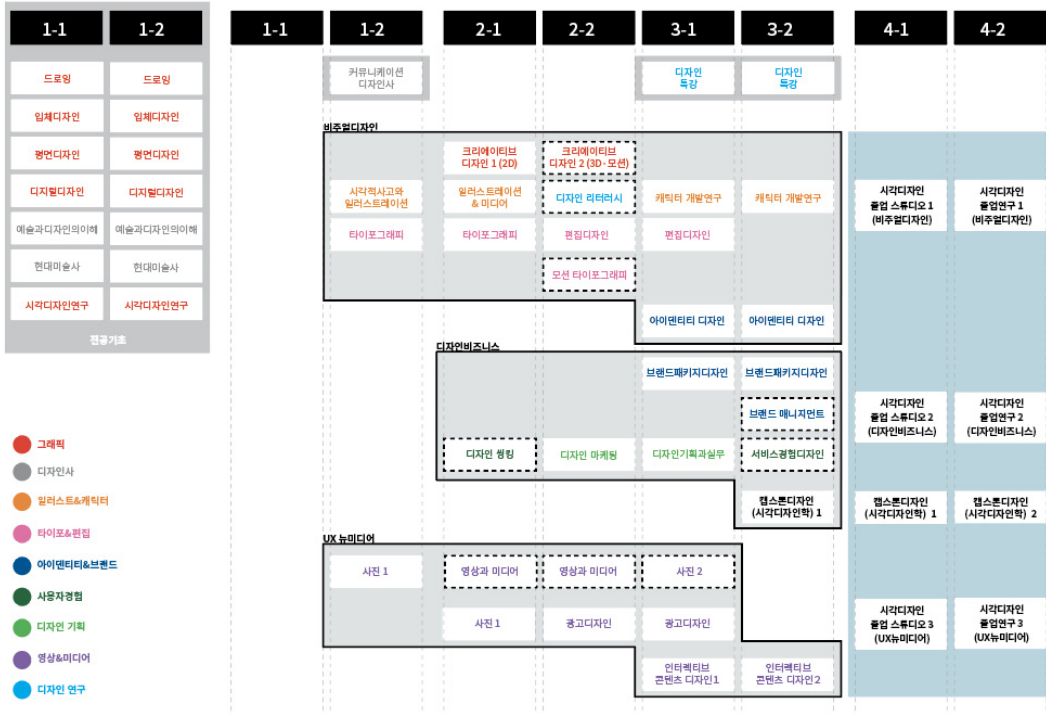 1-1
1-2
1-1
1-2
2-1
2-2
3-1
3-2
4-1
4-2
드로잉
드로잉
입체디자인
입체디자인
평면디자인
평면디자인
디지털디자인
디지털디자인
예술과디자인의이해
예술과디자인의이해
현대미술사
현대미술사
시각디자인연구
시각디자인연구
전공기초
커뮤니케이션
디자인사
디자인
특강
디자인
특강
비주얼디자인
크리에이티브
디자인 1 (2D)
크리에이티브
디자인 2 (3D·모션)
시각적사고와
일러스트레이션
일러스트레이션
& 미디어
디자인 리터러시
캐릭터 개발연구
캐릭터 개발연구
타이포그래피
타이포그래피
편집디자인
편집디자인
모션 타이포그래피
아이덴티티 디자인
아이덴티티 디자인
시각디자인
졸업 스튜디오 1
(비주얼디자인)
시각디자인
졸업연구 1
(비주얼디자인)
디자인비즈니스
브랜드패키지디자인
브랜드패키지디자인
브랜드 매니지먼트
디자인 씽킹
디자인 마케팅
디자인기획과실무
서비스경험디자인
캡스톤디자인
(시각디자인학) 1
시각디자인
졸업 스튜디오 2
(디자인비즈니스)
시각디자인
졸업연구 2
(디자인비즈니스)
캡스톤디자인
(시각디자인학) 1
캡스톤디자인
(시각디자인학) 2
UX 뉴미디어
사진 1
영상과 미디어
영상과 미디어
사진 2
사진 1
광고디자인
광고디자인
인터렉티브
콘텐츠 디자인1
인터렉티브
콘텐츠 디자인2
시각디자인
졸업 스튜디오 3
(UX뉴미디어)
시각디자인
졸업연구 3
(UX뉴미디어)
그래픽
디자인사
일러스트&캐릭터
타이포&편집
아이덴티티&브랜드
사용자경험
디자인 기획
영상&미디어
디자인 연구